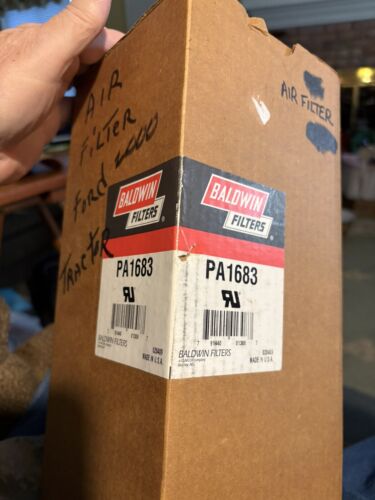 AIR
FILTER
FORD 2000
TRACTOR
AIR FILTER
BALDWIN
FILTERS
®
PA1683
BALDWIN FILTERS
MADE IN U.S.A.
BALDWIN
FILTERS
®
PA1683
BALDWIN FILTERS
MADE IN U.S.A.